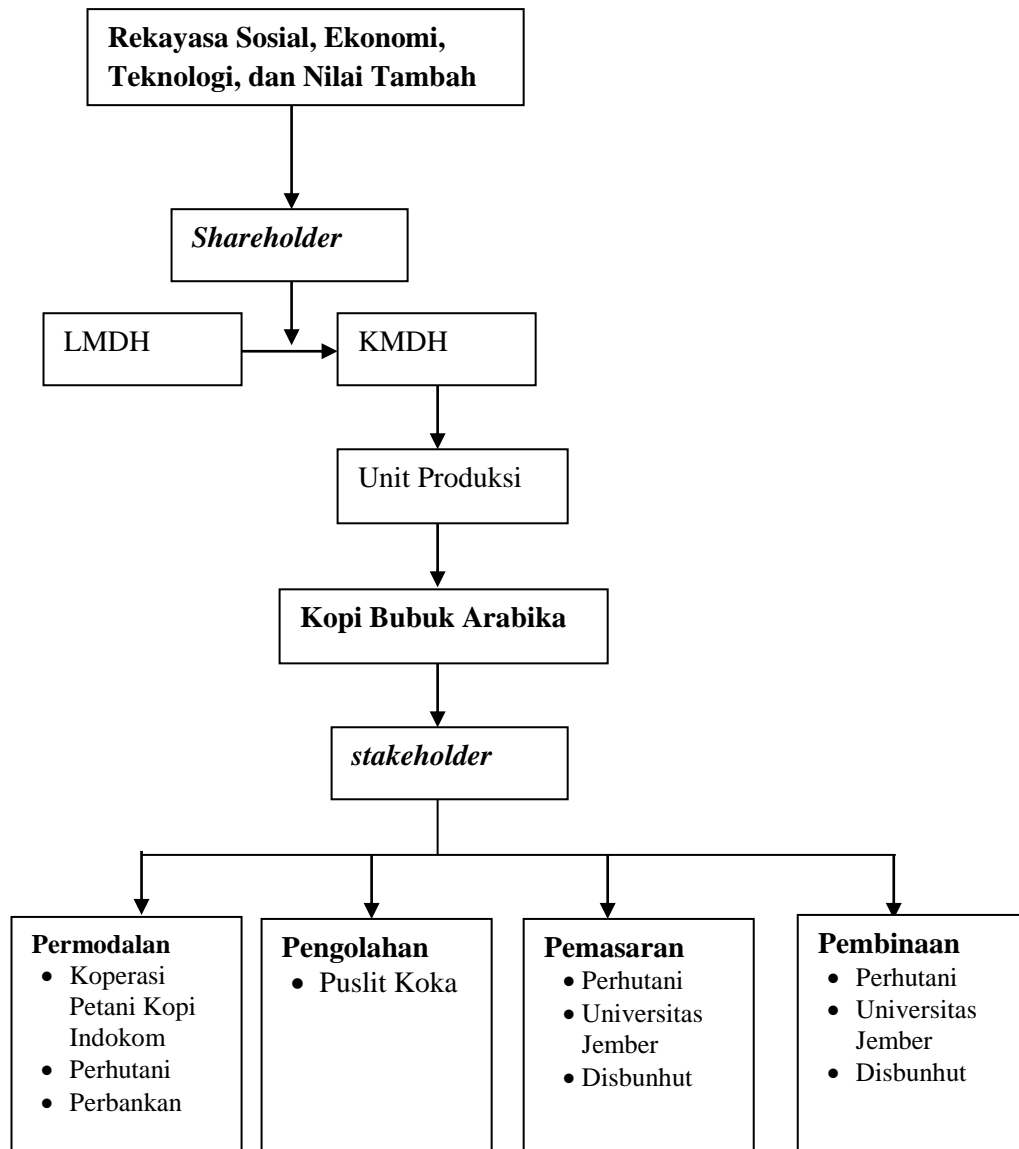 Rekayasa Sosial, Ekonomi,
Teknologi, dan Nilai Tambah
Shareholder
LMDH
KMDH
Unit Produksi
Kopi Bubuk Arabika
stakeholder
Permodalan
• Koperasi
Petani Kopi
Indokom
• Perhutani
• Perbankan
Pengolahan
• Puslit Koka
Pemasaran
• Perhutani
• Universitas
Jember
• Disbunhut
Pembinaan
• Perhutani
• Universitas
Jember
• Disbunhut